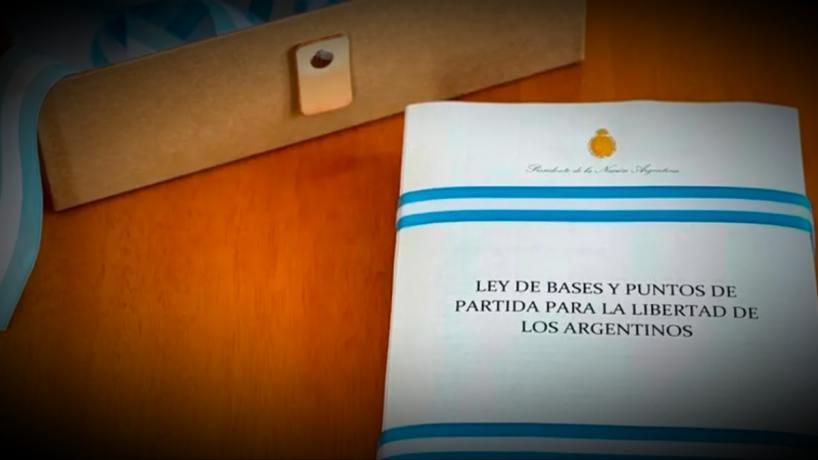 Presidente de la Nación Argentina
LEY DE BASES Y PUNTOS DE
PARTIDA PARA LA LIBERTAD DE
LOS ARGENTINOS